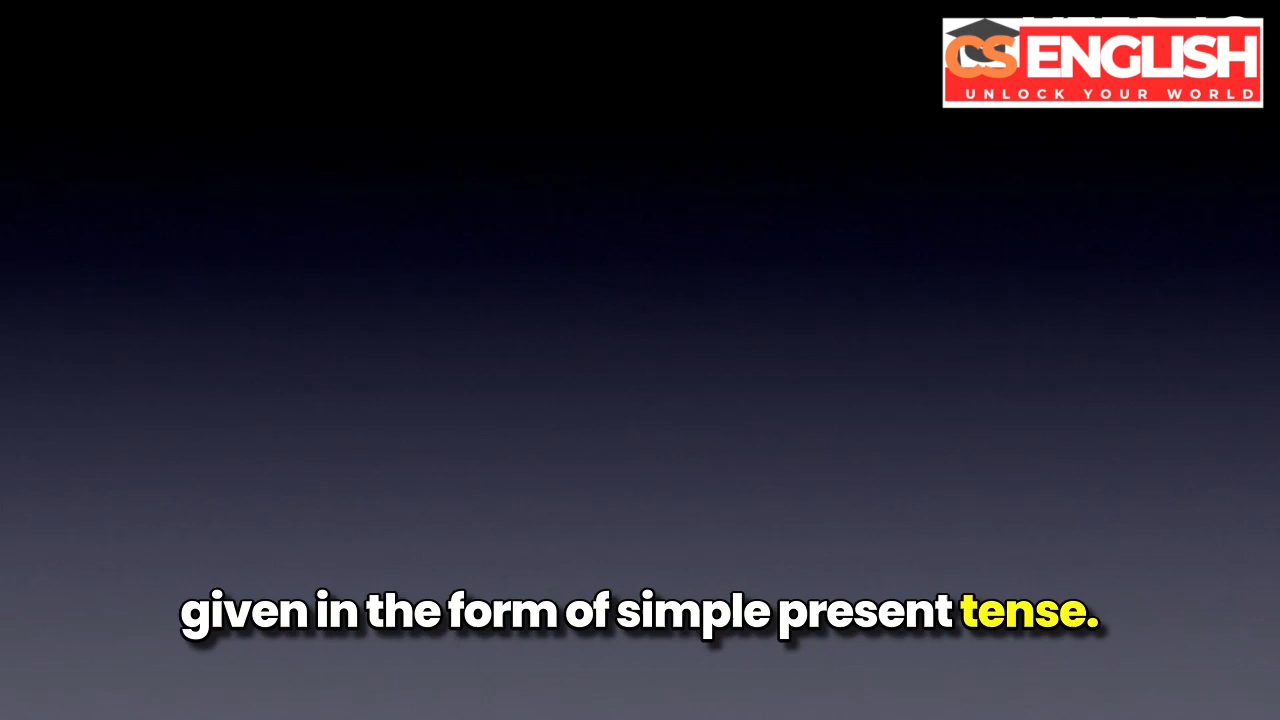 CS ENGLISH
UNLOCK YOUR WORLD
given in the form of simple present tense.